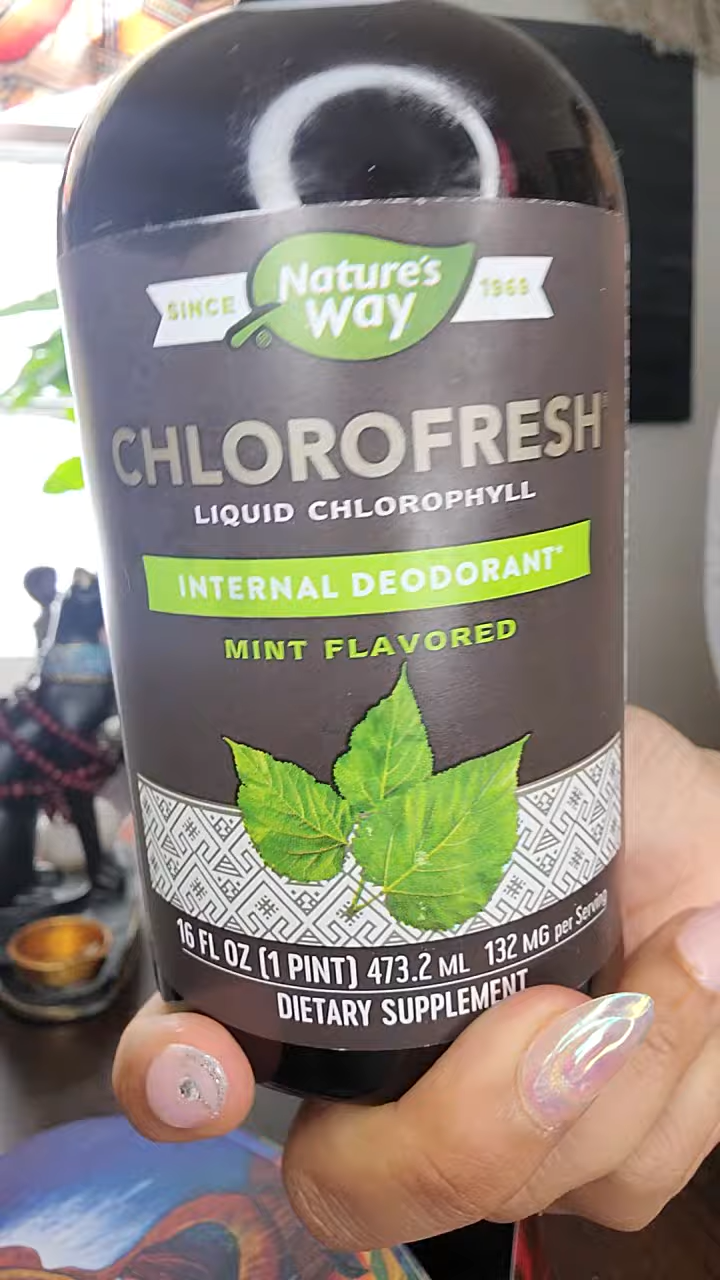 SINCE Nature's Way ® 1969
CHLOROFRESH
LIQUID CHLOROPHYLL
INTERNAL DEODORANT*
MINT FLAVORED
16 FL OZ (1 PINT) 473.2 ML 132 MG per Serving
DIETARY SUPPLEMENT